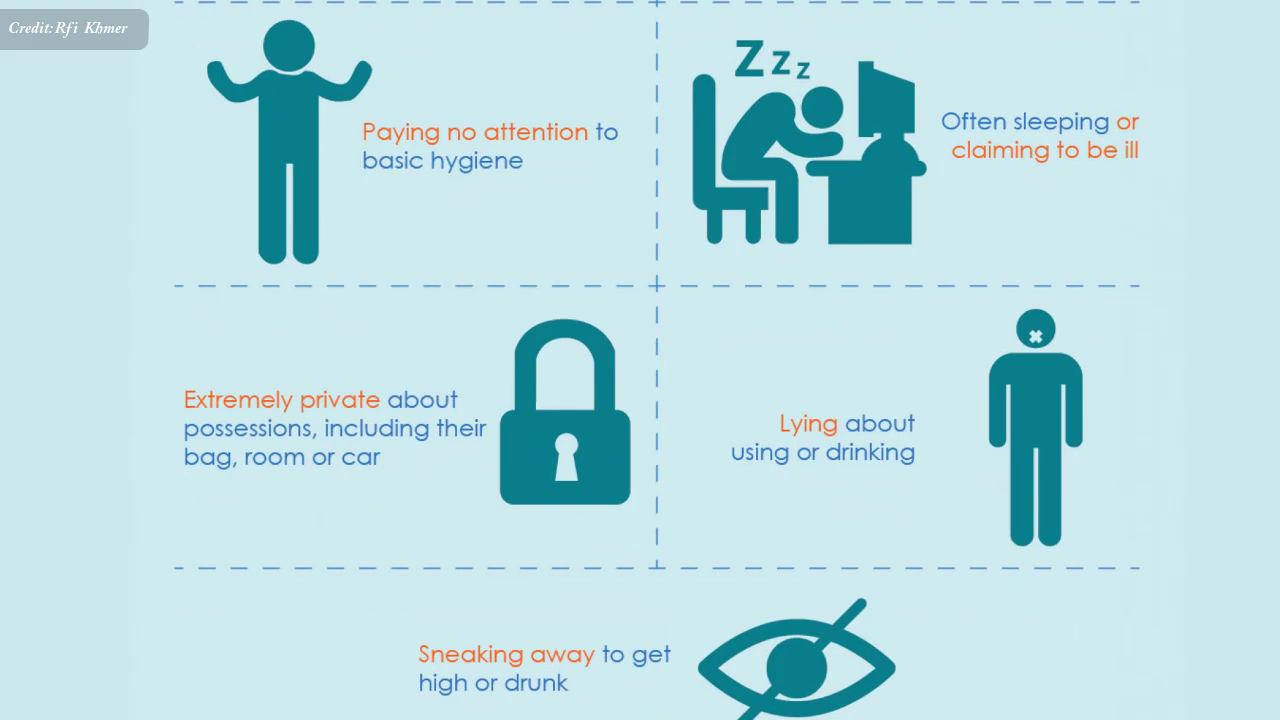 Credit:Rfi Khmer
Paying no attention to
basic hygiene
Zzz
Often sleeping or
claiming to be ill
Extremely private about
possessions, including their
bag, room or car
Lying about
using or drinking
Sneaking away to get
high or drunk